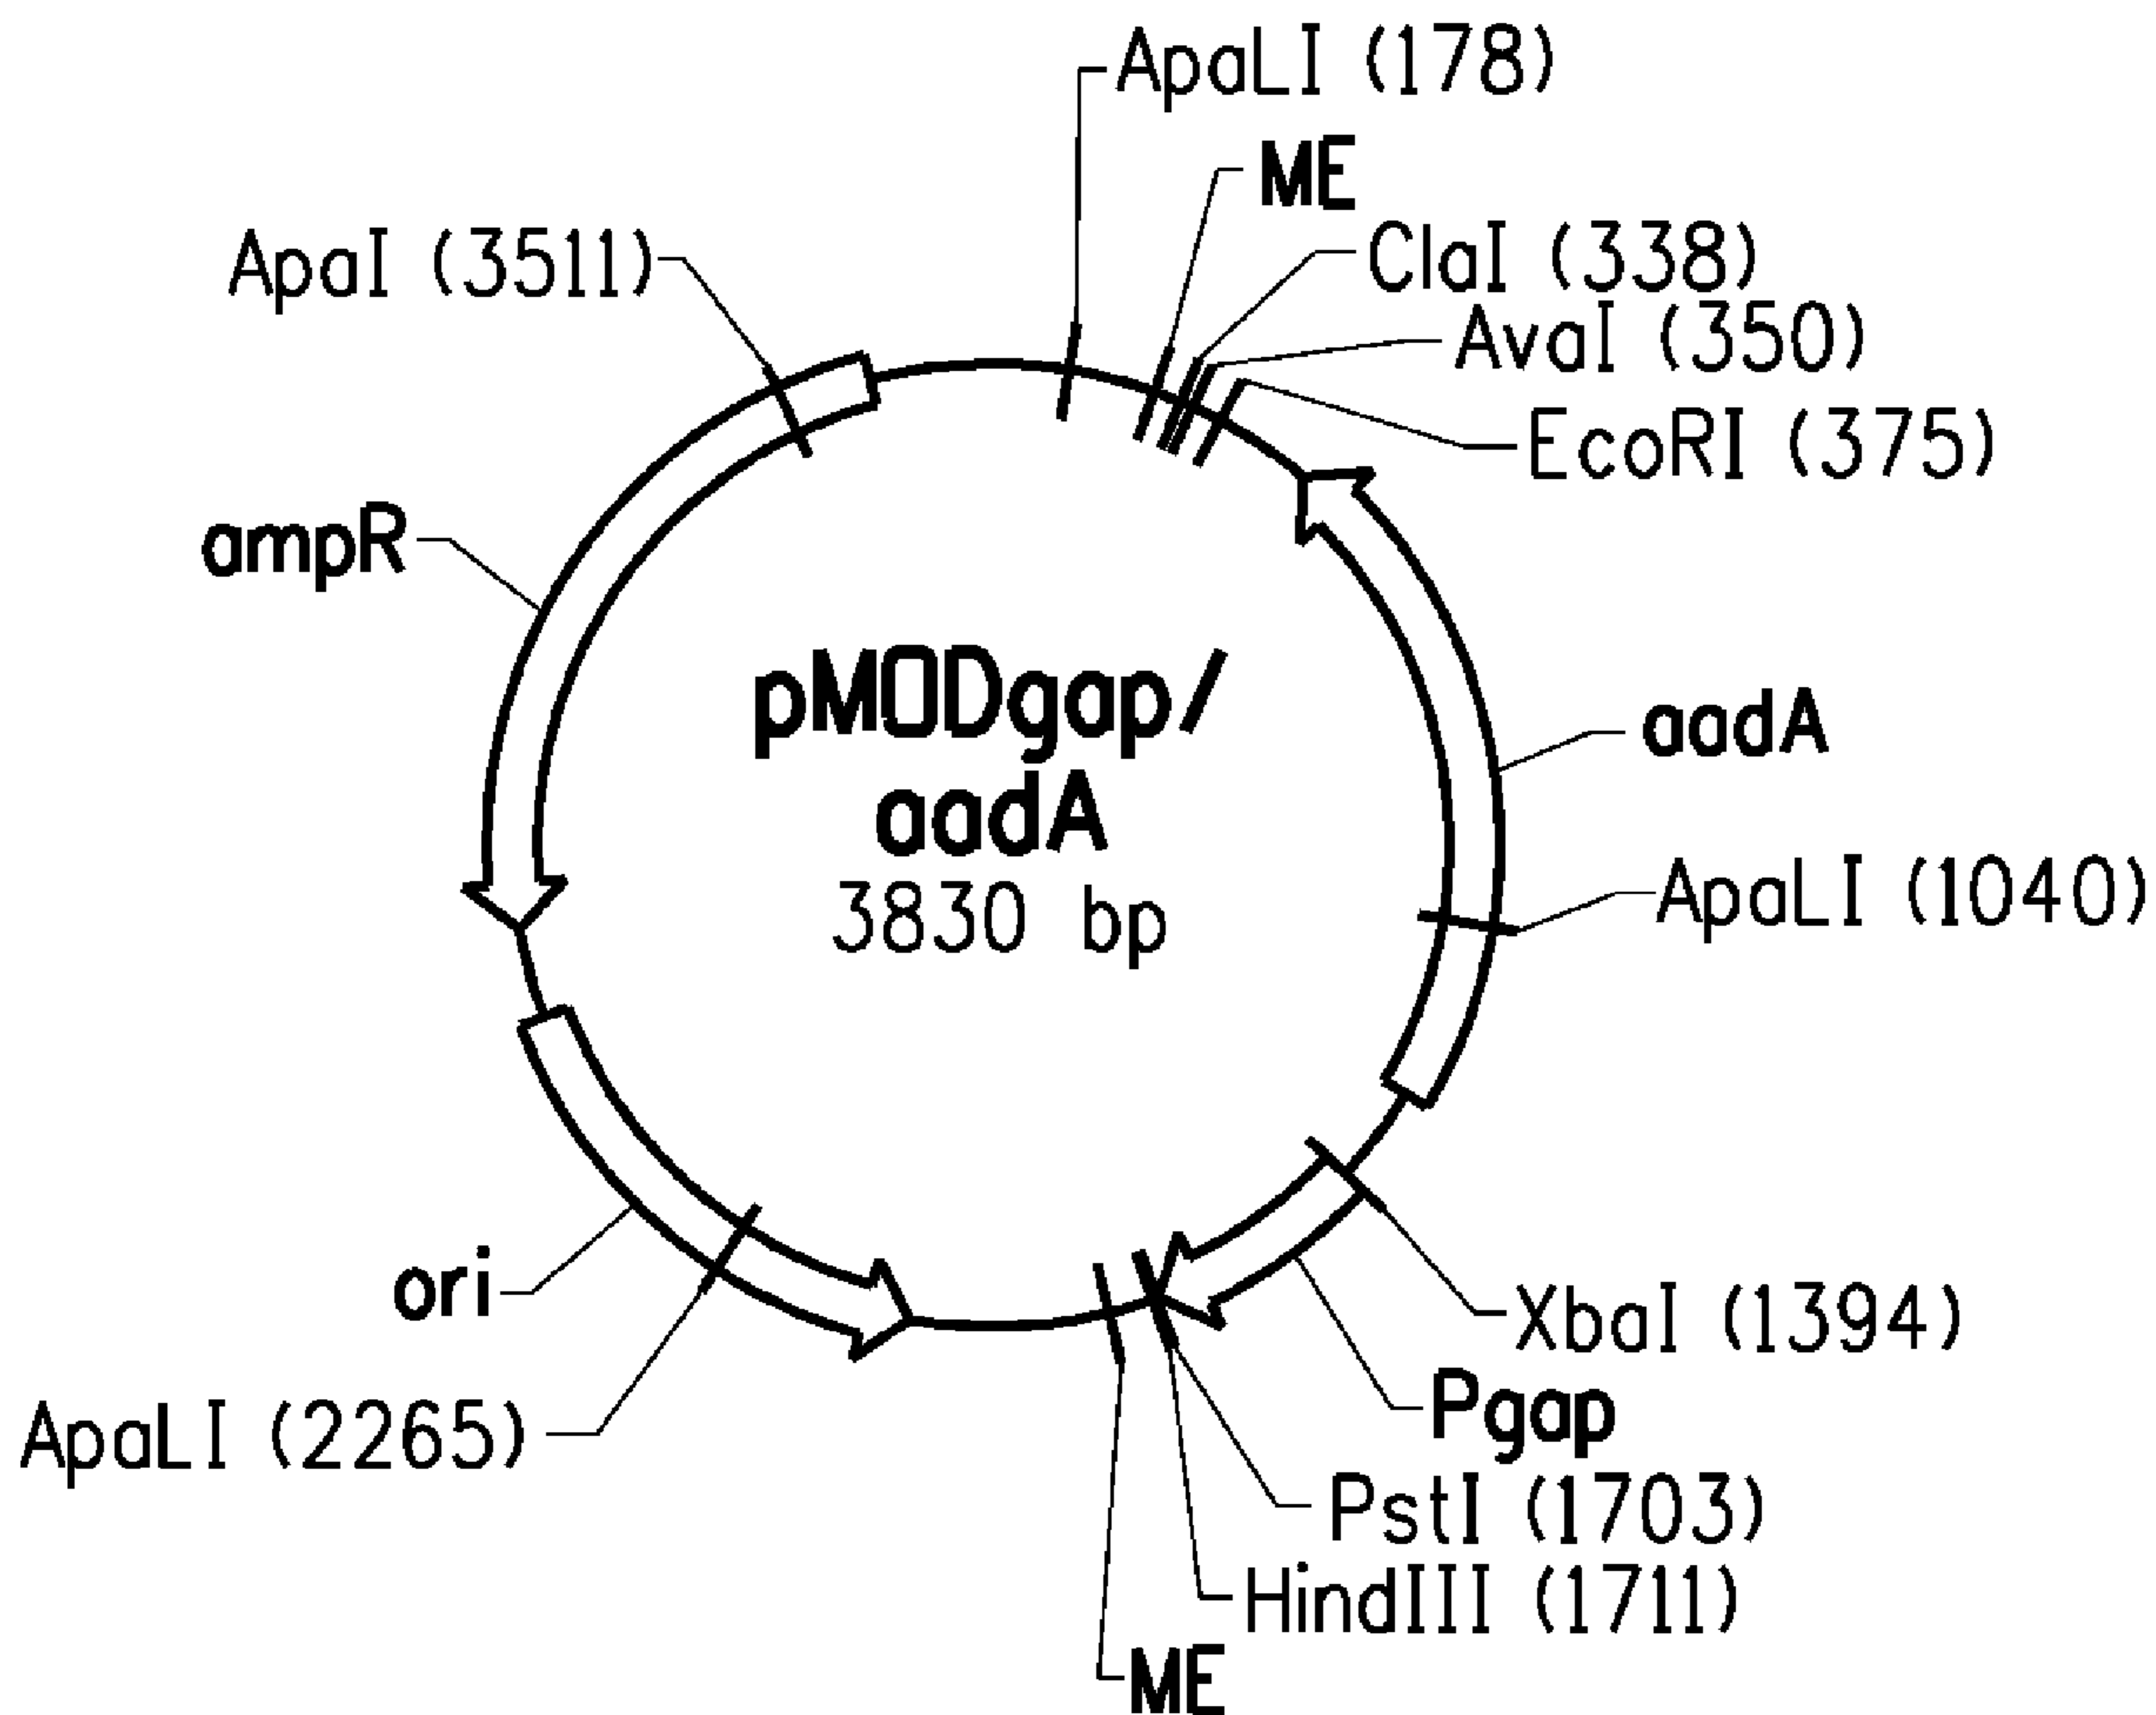 ApaLI (178)
ME
ClaI (338)
ApaI (3511)
AvaI (350)
EcoRI (375)
ampR
pMODgap/
aadA
3830 bp
aadA
ApaLI (1040)
ori
XbaI (1394)
Pgap
ApaLI (2265)
PstI (1703)
HindIII (1711)
ME